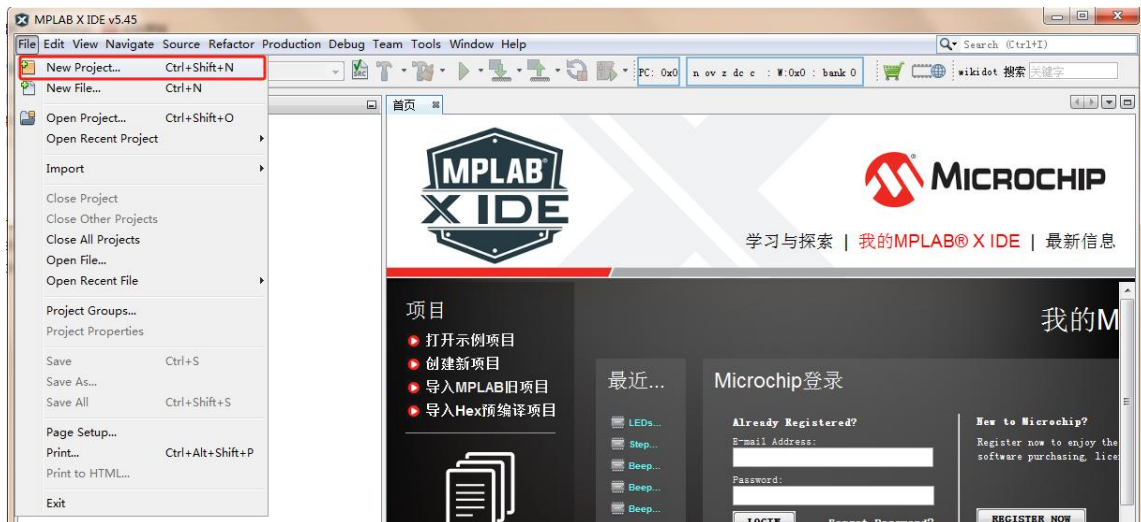 MPLAB X IDE v5.45
File Edit View Navigate Source Refactor Production Debug Team Tools Window Help
Search (Ctrl+I)
New Project... Ctrl+Shift+N
PC: 0x0
n ov z dc c : W:0x0 : bank 0
wikidot 搜索 关键字
New File... Ctrl+N
首页
Open Project... Ctrl+Shift+O
Open Recent Project
Import
Close Project
Close Other Projects
Close All Projects
Open File...
Open Recent File
Project Groups...
Project Properties
Save Ctrl+S
Save As...
Save All Ctrl+Shift+S
Page Setup...
Print... Ctrl+Alt+Shift+P
Print to HTML...
Exit
MPLAB®
X IDE
MICROCHIP
学习与探索 | 我的MPLAB® X IDE | 最新信息
项目
打开示例项目
创建新项目
导入MPLAB旧项目
导入Hex预编译项目
我的M
最近...
LEDs...
Step...
Beep...
Beep...
Beep...
Microchip登录
Already Registered?
E-mail Address:
Password:
LOGIN Forgot Password?
New to Microchip?
Register now to enjoy the
software purchasing, lice
REGISTER NOW